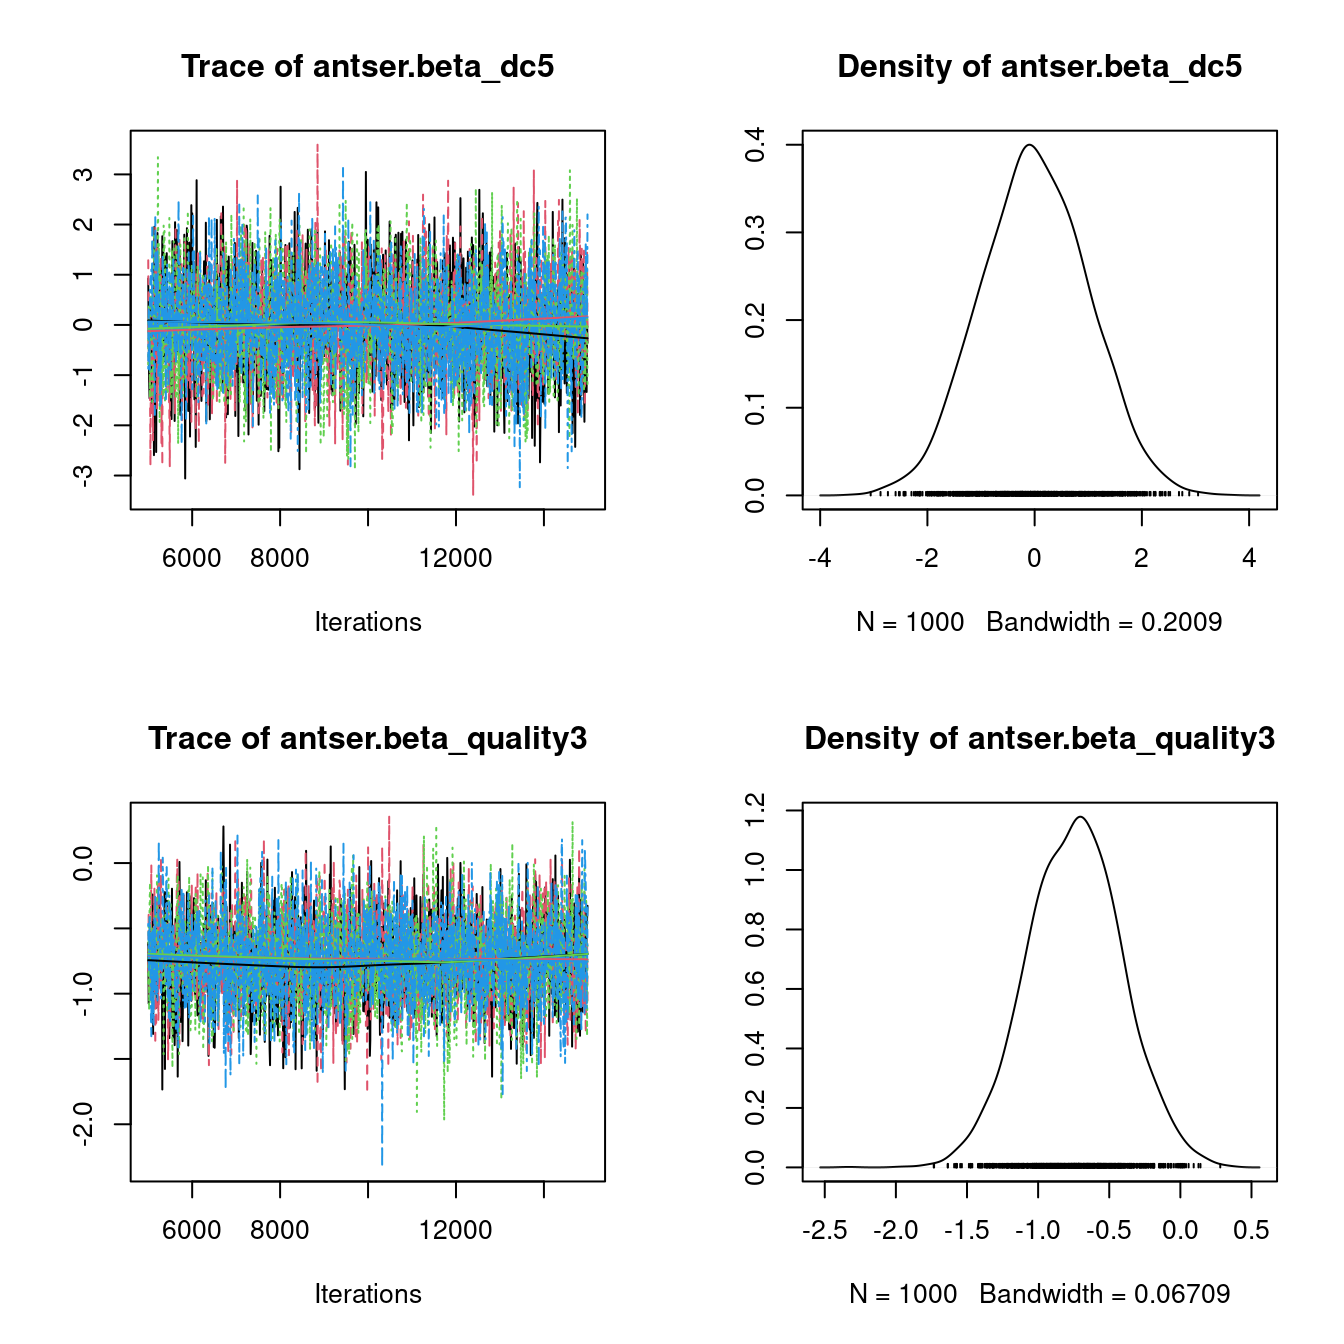 Trace of antser.beta_dc5
3
2
1
0
-1
-2
-3
6000 8000 12000
Iterations
Density of antser.beta_dc5
0.4
0.3
0.2
0.1
0.0
-4 -2 0 2 4
N = 1000 Bandwidth = 0.2009
Trace of antser.beta_quality3
0.0
-1.0
-2.0
6000 8000 12000
Iterations
Density of antser.beta_quality3
1.2
1.0
0.8
0.6
0.4
0.2
0.0
-2.5 -2.0 -1.5 -1.0 -0.5 0.0 0.5
N = 1000 Bandwidth = 0.06709